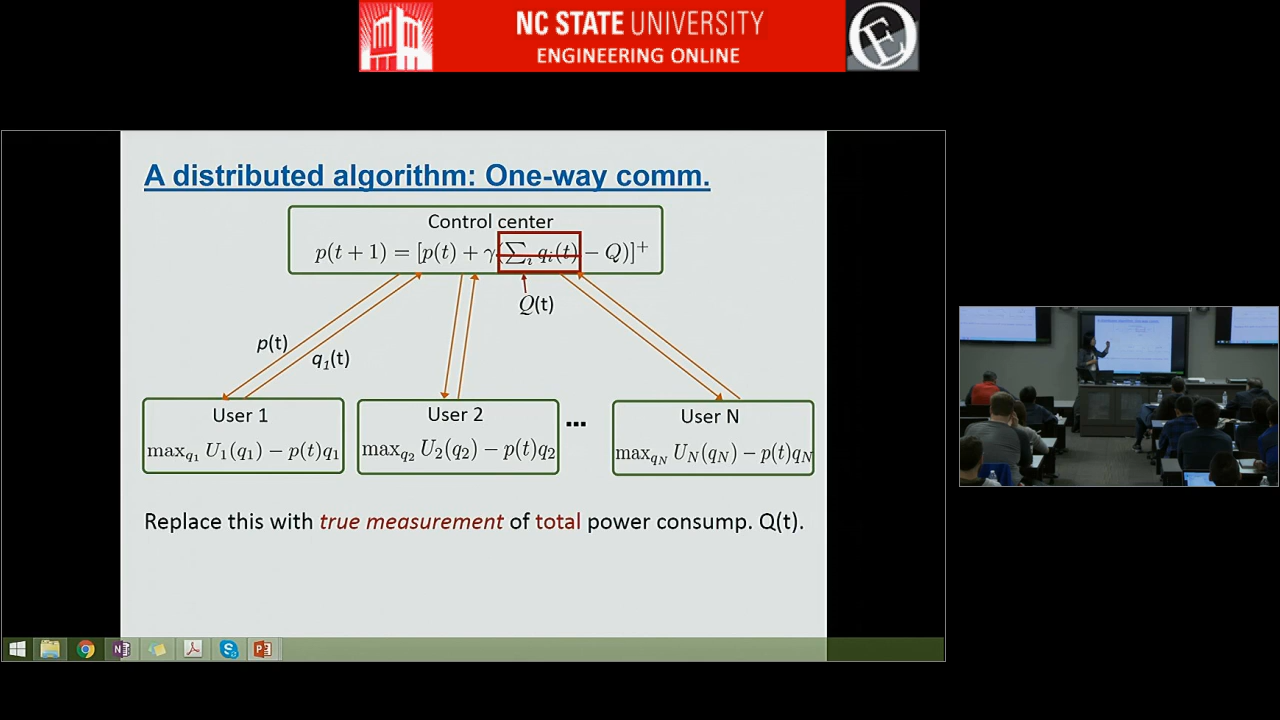 NC STATE UNIVERSITY
ENGINEERING ONLINE
A distributed algorithm: One-way comm.
Control center
p(t + 1) = [p(t) + γ(∑ᵢ qᵢ(t) − Q)]⁺
Q(t)
p(t)
q₁(t)
User 1
max_{q₁} U₁(q₁) − p(t)q₁
User 2
max_{q₂} U₂(q₂) − p(t)q₂
...
User N
max_{q_N} U_N(q_N) − p(t)q_N
Replace this with true measurement of total power consump. Q(t).